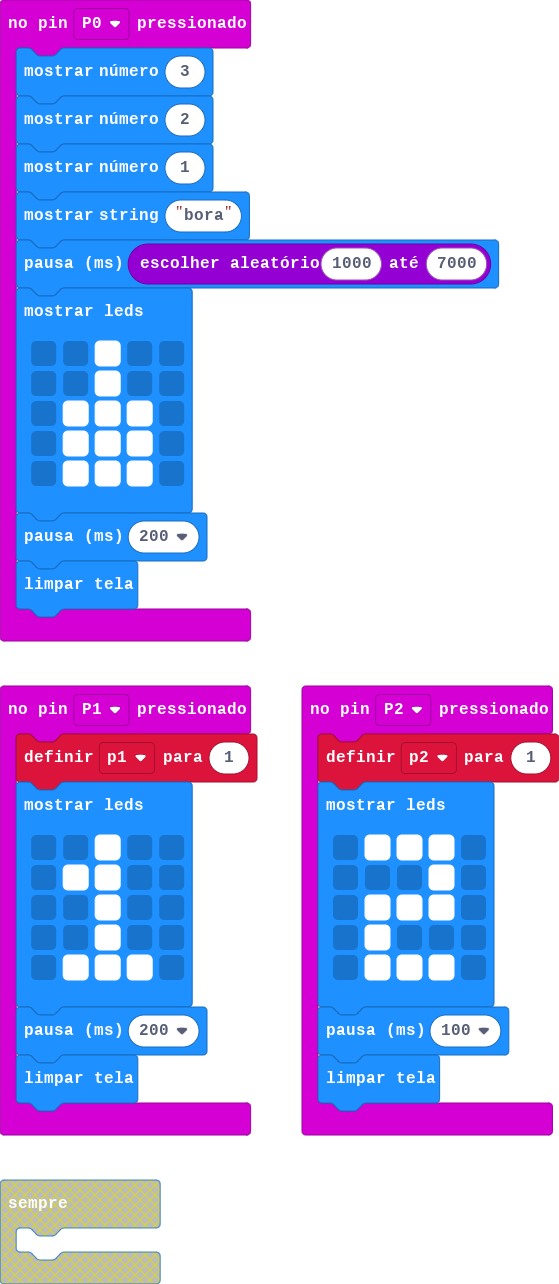 no pin P0 pressionado
mostrar número 3
mostrar número 2
mostrar número 1
mostrar string "bora"
pausa (ms) escolher aleatório 1000 até 7000
mostrar leds
pausa (ms) 200
limpar tela
no pin P1 pressionado
definir p1 para 1
mostrar leds
pausa (ms) 200
limpar tela
no pin P2 pressionado
definir p2 para 1
mostrar leds
pausa (ms) 100
limpar tela
sempre